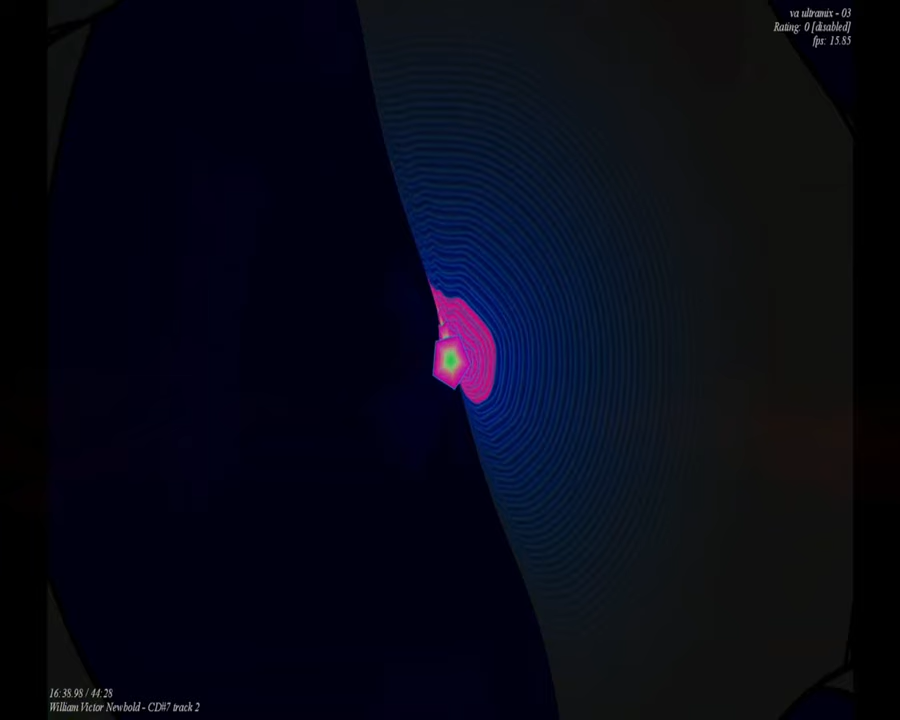 va ultramix - 03
Rating: 0 [disabled]
fps: 15.85
16:38.98 / 44:28
William Victor Newbold - CD#7 track 2